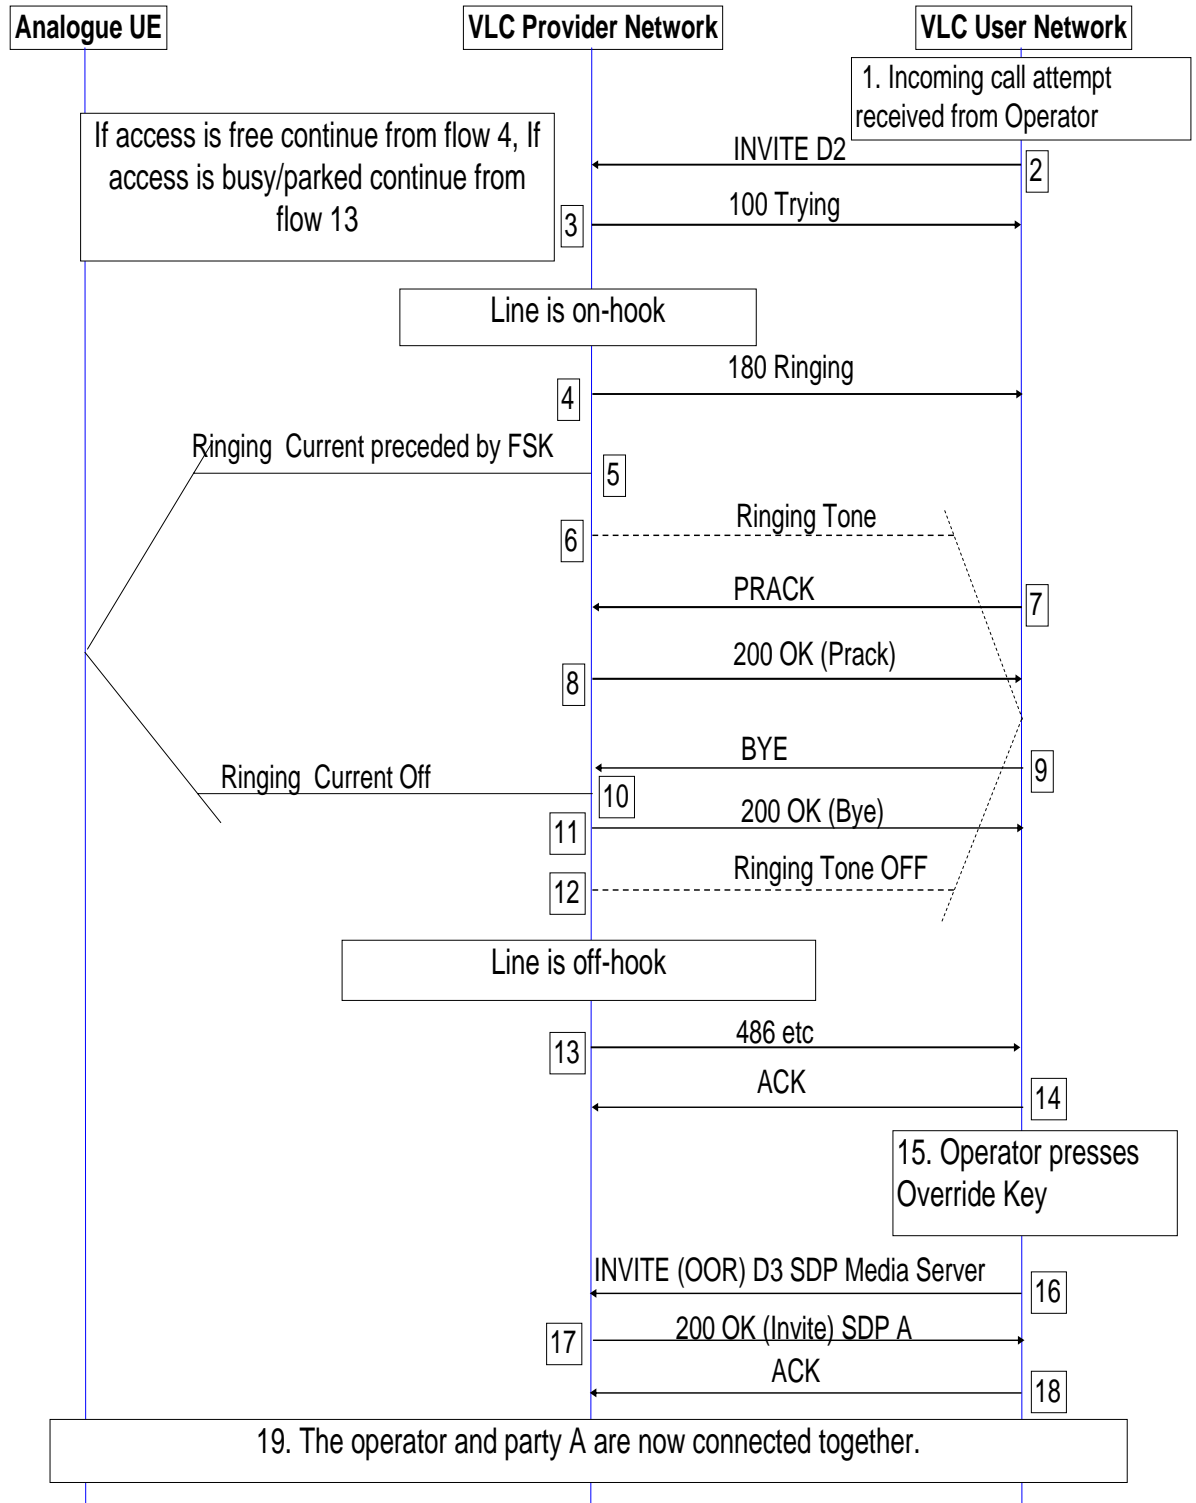 Analogue UE
VLC Provider Network
VLC User Network
1. Incoming call attempt
received from Operator
If access is free continue from flow 4, If
access is busy/parked continue from
flow 13
INVITE D2
2
100 Trying
3
Line is on-hook
180 Ringing
4
Ringing Current preceded by FSK
5
Ringing Tone
6
PRACK
7
200 OK (Prack)
8
BYE
9
Ringing Current Off
10
200 OK (Bye)
11
Ringing Tone OFF
12
Line is off-hook
486 etc
13
ACK
14
15. Operator presses
Override Key
INVITE (OOR) D3 SDP Media Server
16
200 OK (Invite) SDP A
17
ACK
18
19. The operator and party A are now connected together.